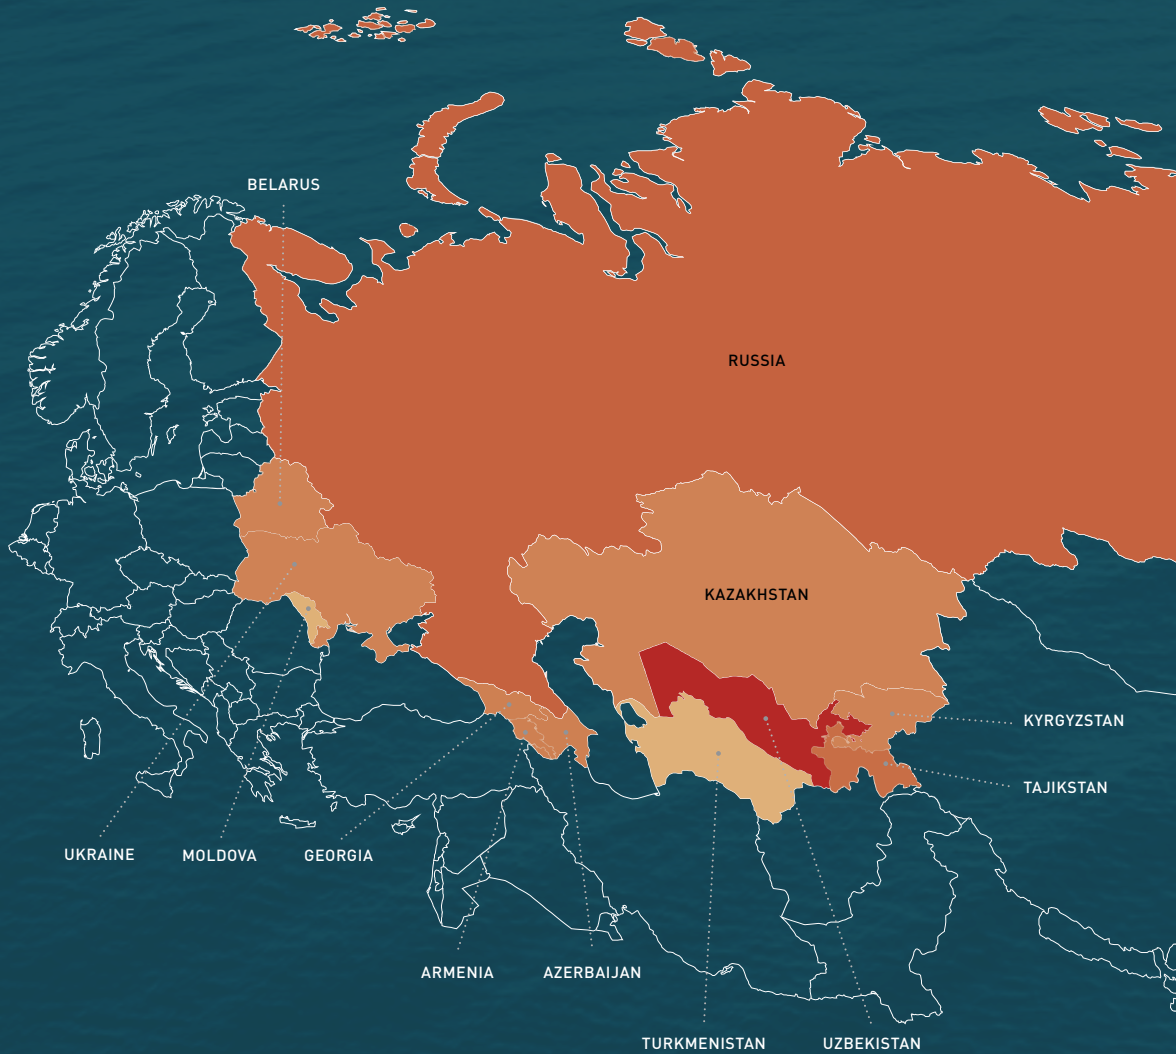 BELARUS
RUSSIA
KAZAKHSTAN
KYRGYZSTAN
TAJIKSTAN
UKRAINE
MOLDOVA
GEORGIA
ARMENIA
AZERBAIJAN
TURKMENISTAN
UZBEKISTAN